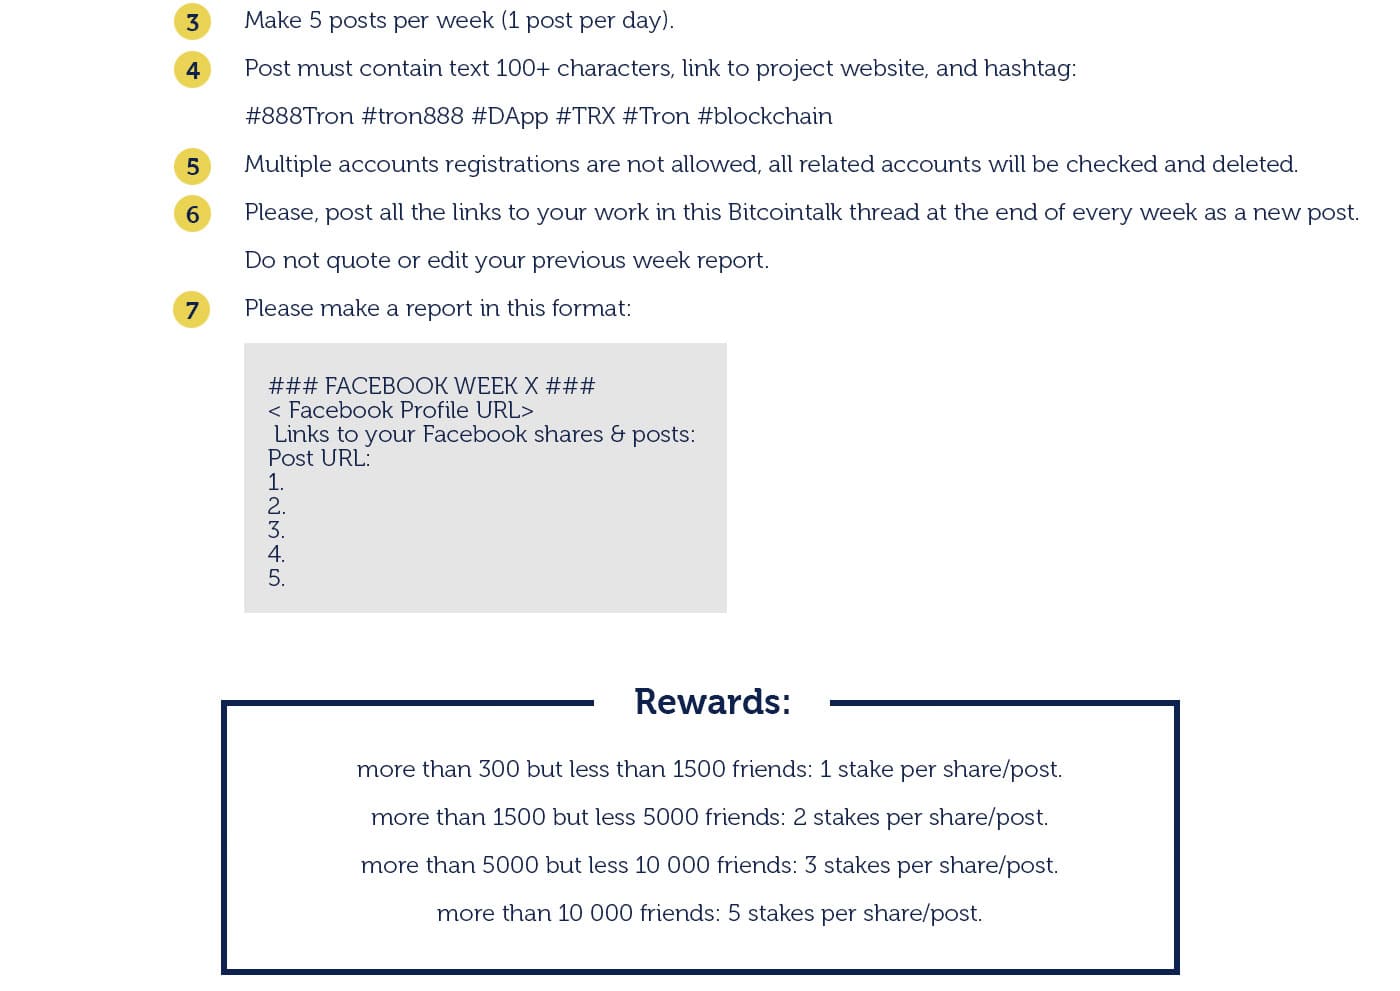 3 Make 5 posts per week (1 post per day).
4 Post must contain text 100+ characters, link to project website, and hashtag:
#888Tron #tron888 #DApp #TRX #Tron #blockchain
5 Multiple accounts registrations are not allowed, all related accounts will be checked and deleted.
6 Please, post all the links to your work in this Bitcointalk thread at the end of every week as a new post.
Do not quote or edit your previous week report.
7 Please make a report in this format:
### FACEBOOK WEEK X ###
< Facebook Profile URL>
Links to your Facebook shares & posts:
Post URL:
1.
2.
3.
4.
5.
Rewards:
more than 300 but less than 1500 friends: 1 stake per share/post.
more than 1500 but less 5000 friends: 2 stakes per share/post.
more than 5000 but less 10 000 friends: 3 stakes per share/post.
more than 10 000 friends: 5 stakes per share/post.